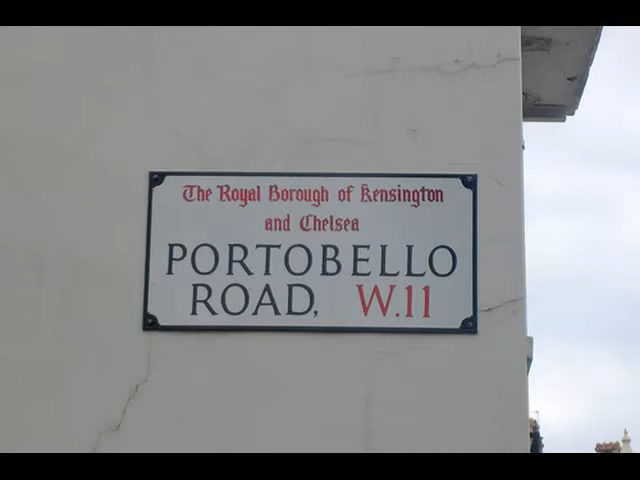 The Royal Borough of Kensington
and Chelsea
PORTOBELLO
ROAD, W.11